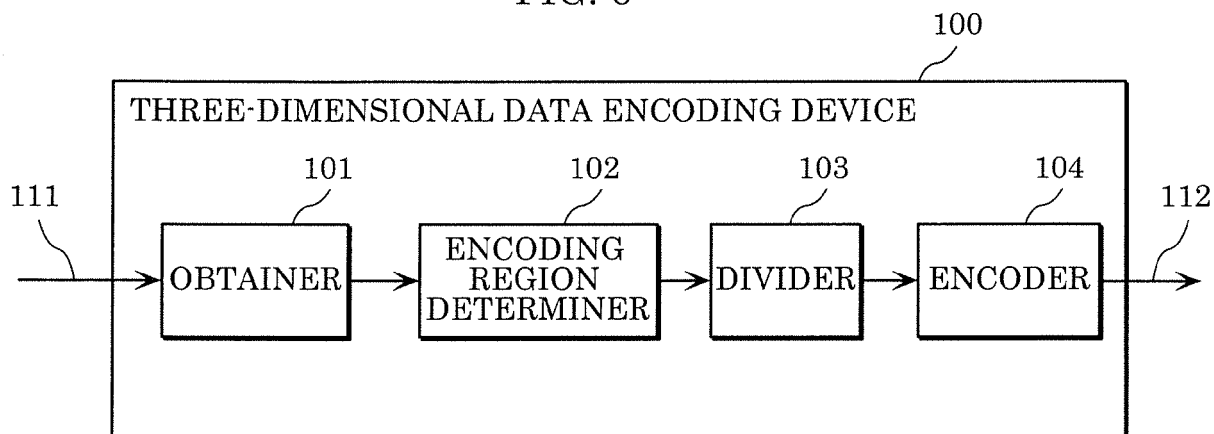 100
THREE-DIMENSIONAL DATA ENCODING DEVICE
111
101
102
103
104
112
OBTAINER
ENCODING
REGION
DETERMINER
DIVIDER
ENCODER